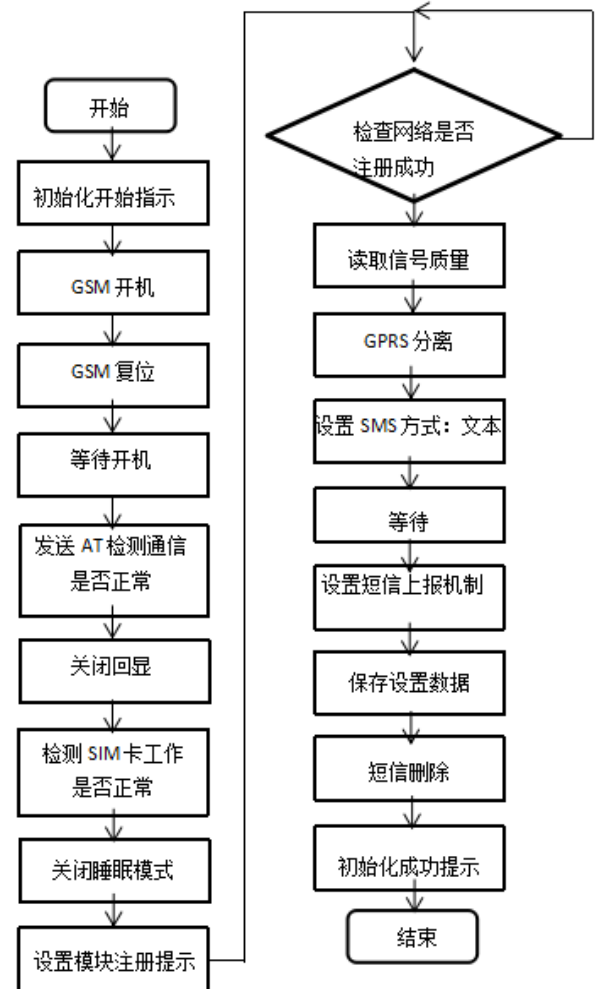 开始
初始化开始指示
GSM 开机
GSM 复位
等待开机
发送 AT 检测通信
是否正常
关闭回显
检测 SIM 卡工作
是否正常
关闭睡眠模式
设置模块注册提示
检查网络是否
注册成功
读取信号质量
GPRS 分离
设置 SMS 方式：文本
等待
设置短信上报机制
保存设置数据
短信删除
初始化成功提示
结束